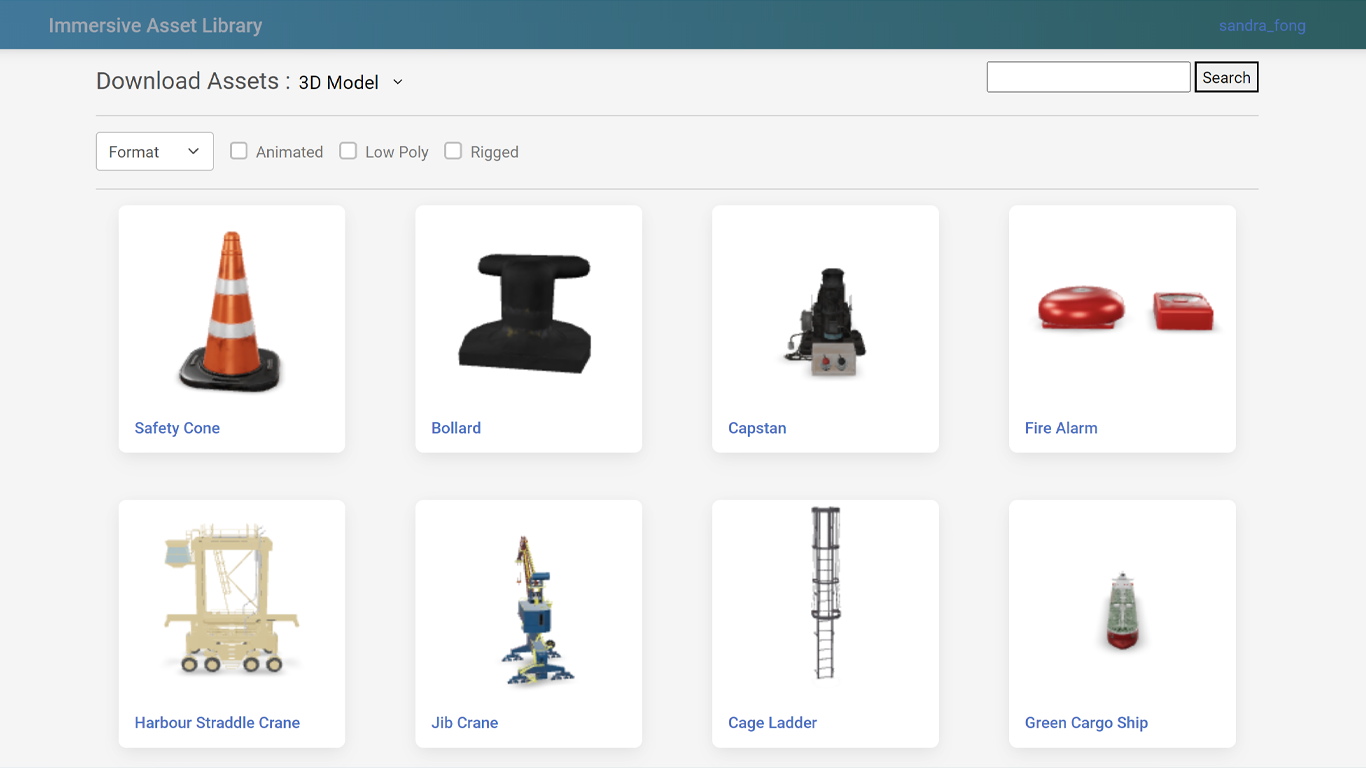 Immersive Asset Library
sandra_fong
Download Assets : 3D Model
Search
Format
Animated
Low Poly
Rigged
Safety Cone
Bollard
Capstan
Fire Alarm
Harbour Straddle Crane
Jib Crane
Cage Ladder
Green Cargo Ship